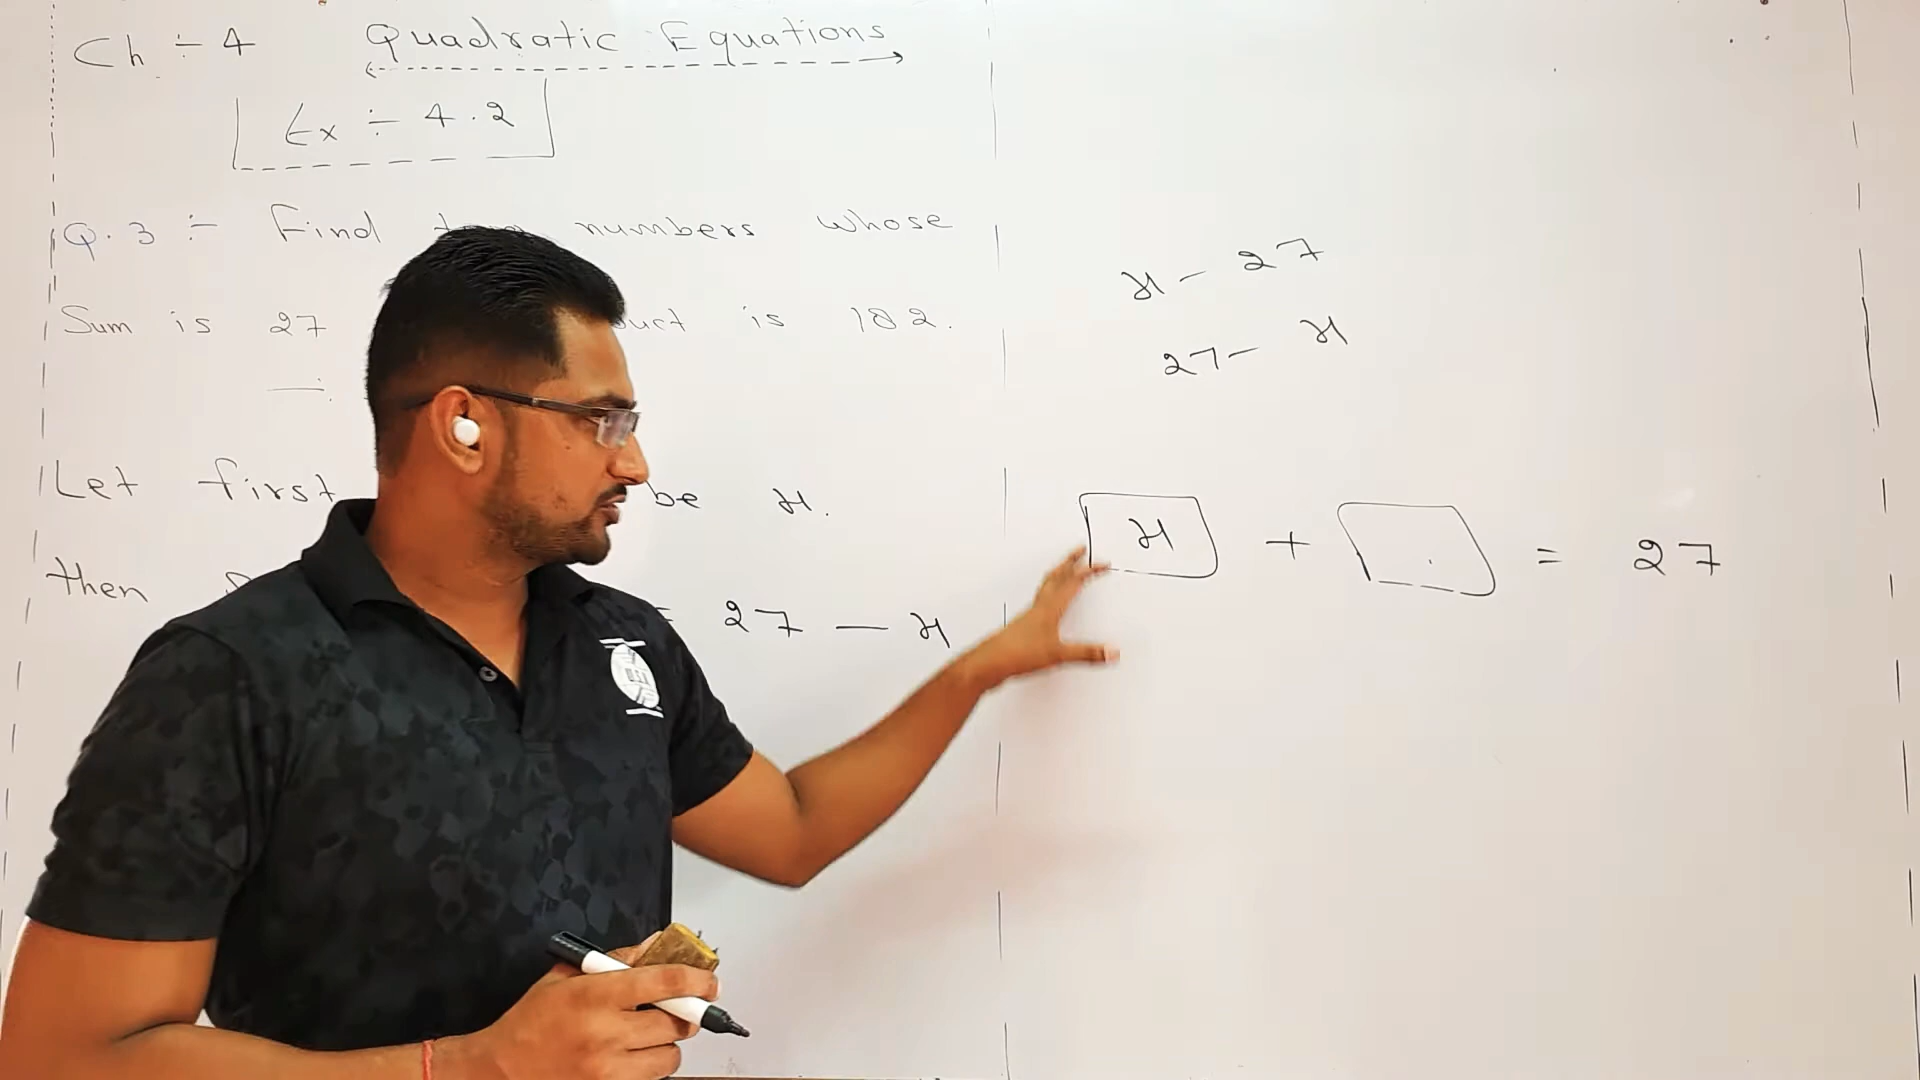 Ch ÷ 4 Quadratic Equations
Ex ÷ 4.2
Q.3 :- Find numbers whose
Sum is 27 is 182.
Let first be x.
then = 27 - x
x - 27
27 - x
x + = 27